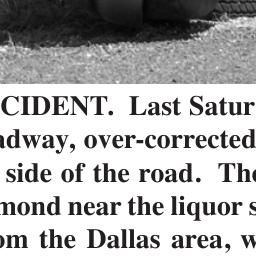 CIDENT. Last Satur
adway, over-corrected
side of the road. The
mond near the liquor s
om the Dallas area, w